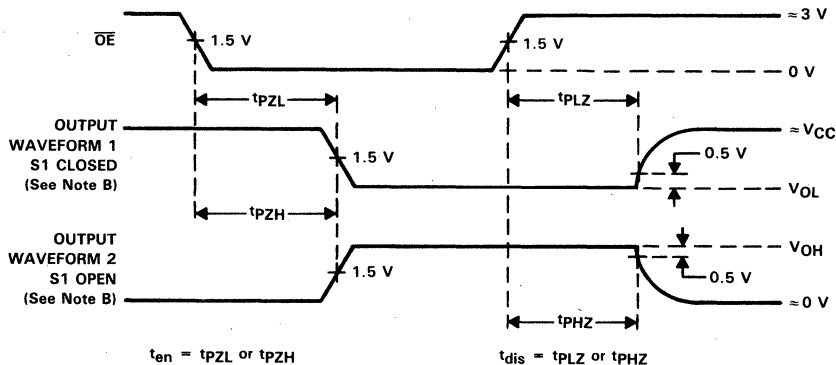 ≈ 3 V
OE
1.5 V
1.5 V
0 V
tPZL
tPLZ
OUTPUT
WAVEFORM 1
S1 CLOSED
(See Note B)
≈ VCC
1.5 V
0.5 V
VOL
tPZH
OUTPUT
WAVEFORM 2
S1 OPEN
(See Note B)
VOH
1.5 V
0.5 V
≈ 0 V
tPHZ
ten = tPZL or tPZH
tdis = tPLZ or tPHZ